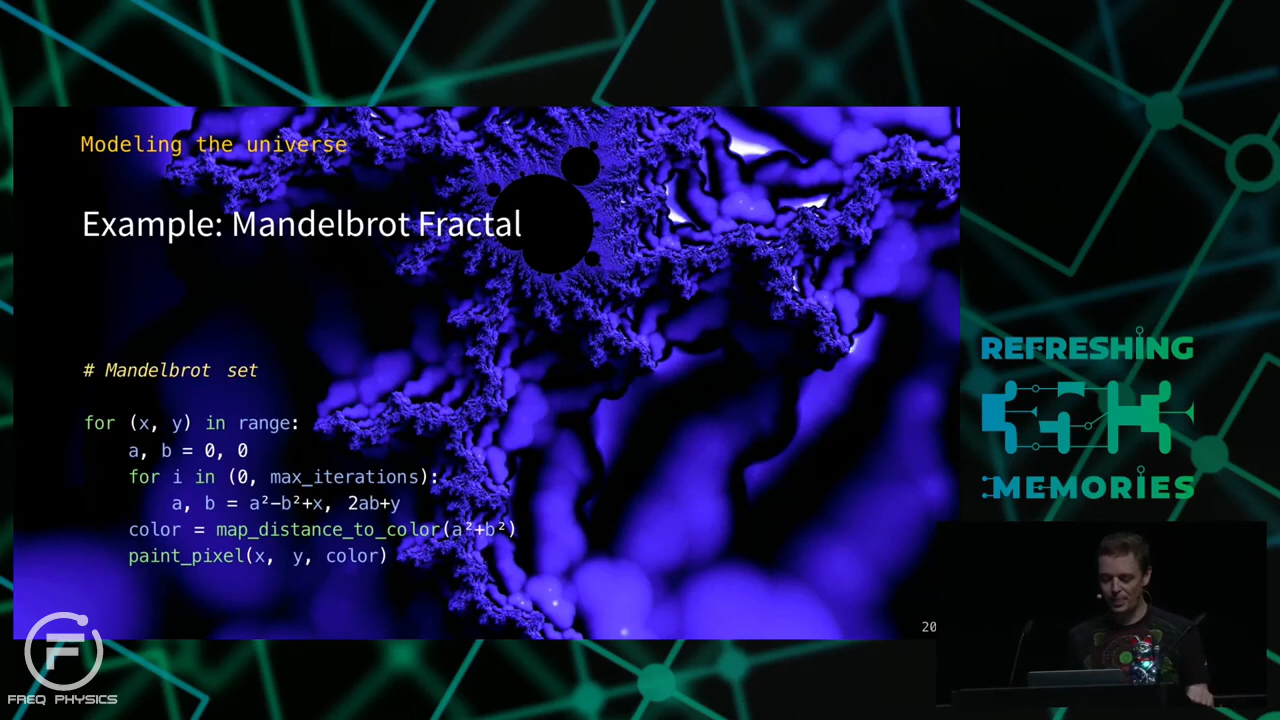 Modeling the universe
Example: Mandelbrot Fractal
# Mandelbrot set
for (x, y) in range:
    a, b = 0, 0
    for i in (0, max_iterations):
        a, b = a²−b²+x, 2ab+y
    color = map_distance_to_color(a²+b²)
    paint_pixel(x, y, color)
20
REFRESHING
MEMORIES
F
FREQ PHYSICS